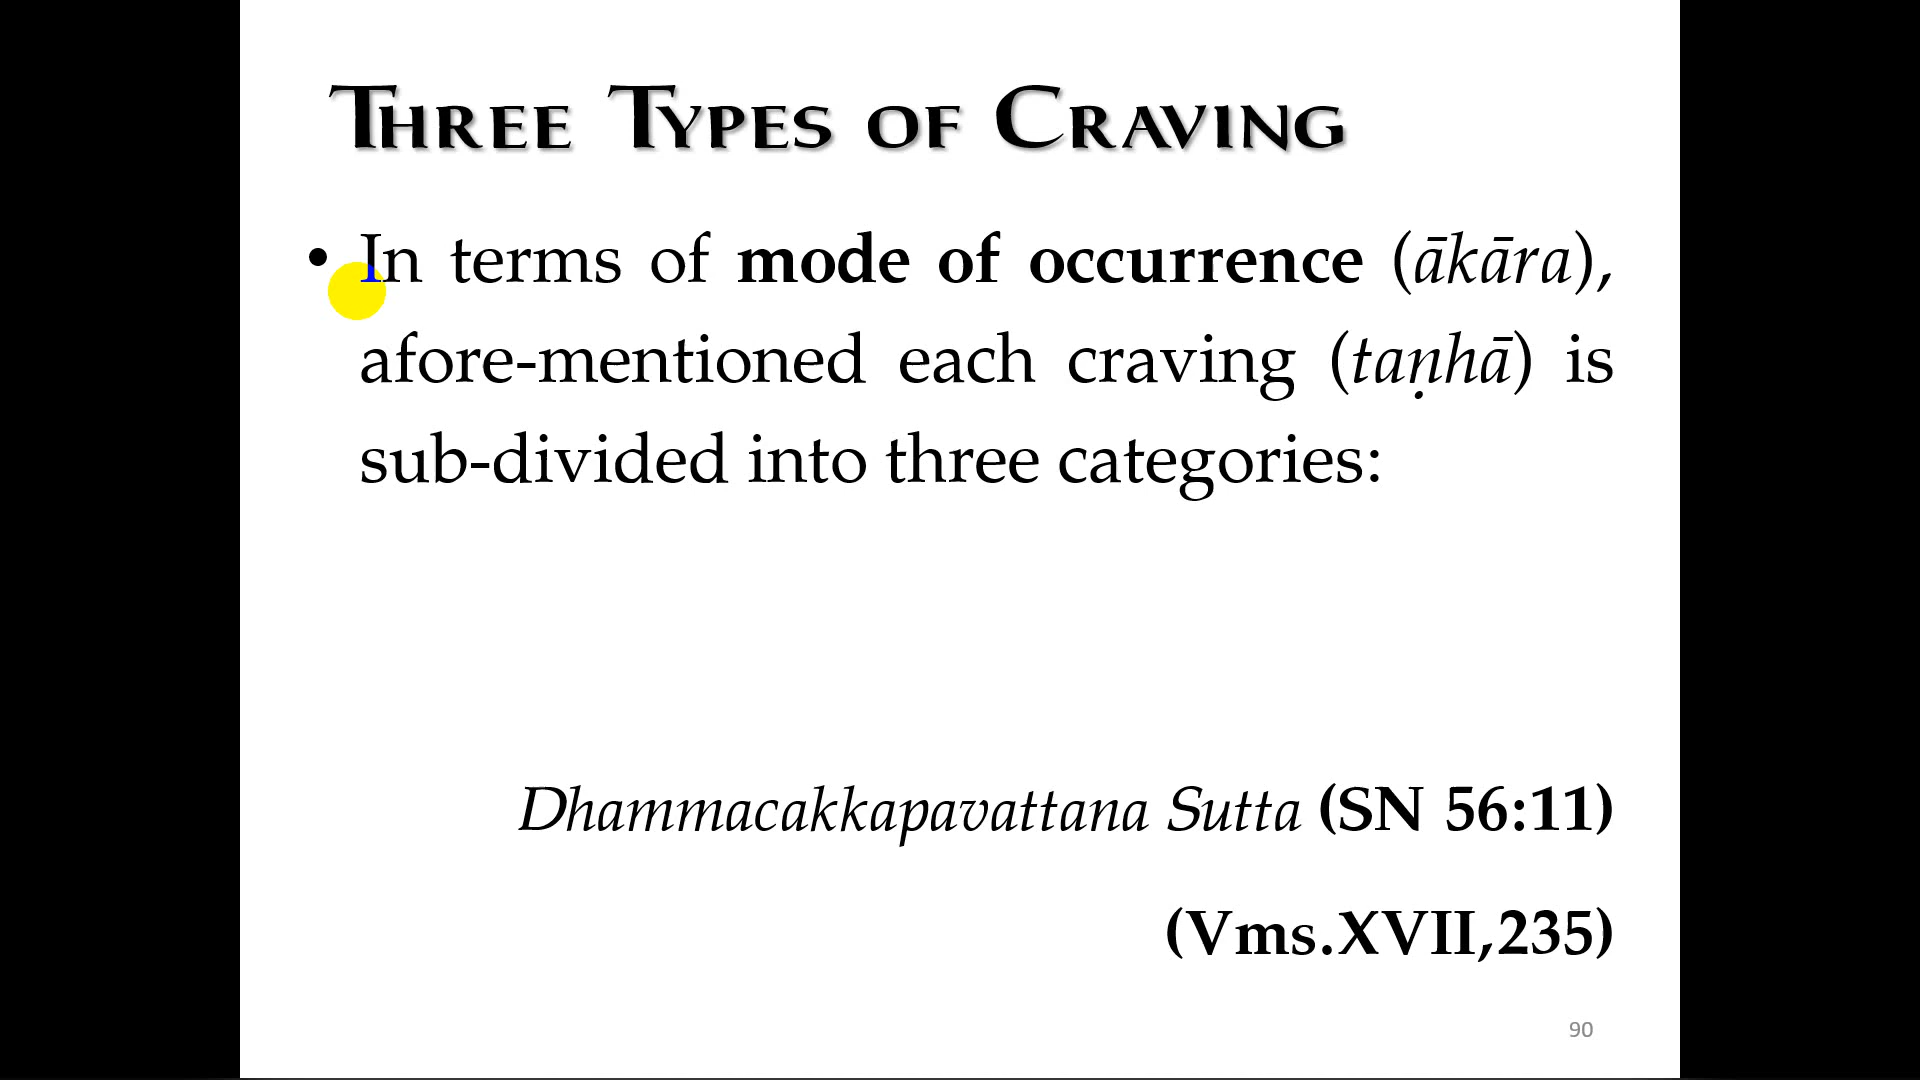 Three Types of Craving
• In terms of mode of occurrence (ākāra),
afore-mentioned each craving (taṇhā) is
sub-divided into three categories:
Dhammacakkapavattana Sutta (SN 56:11)
(Vms.XVII,235)
90